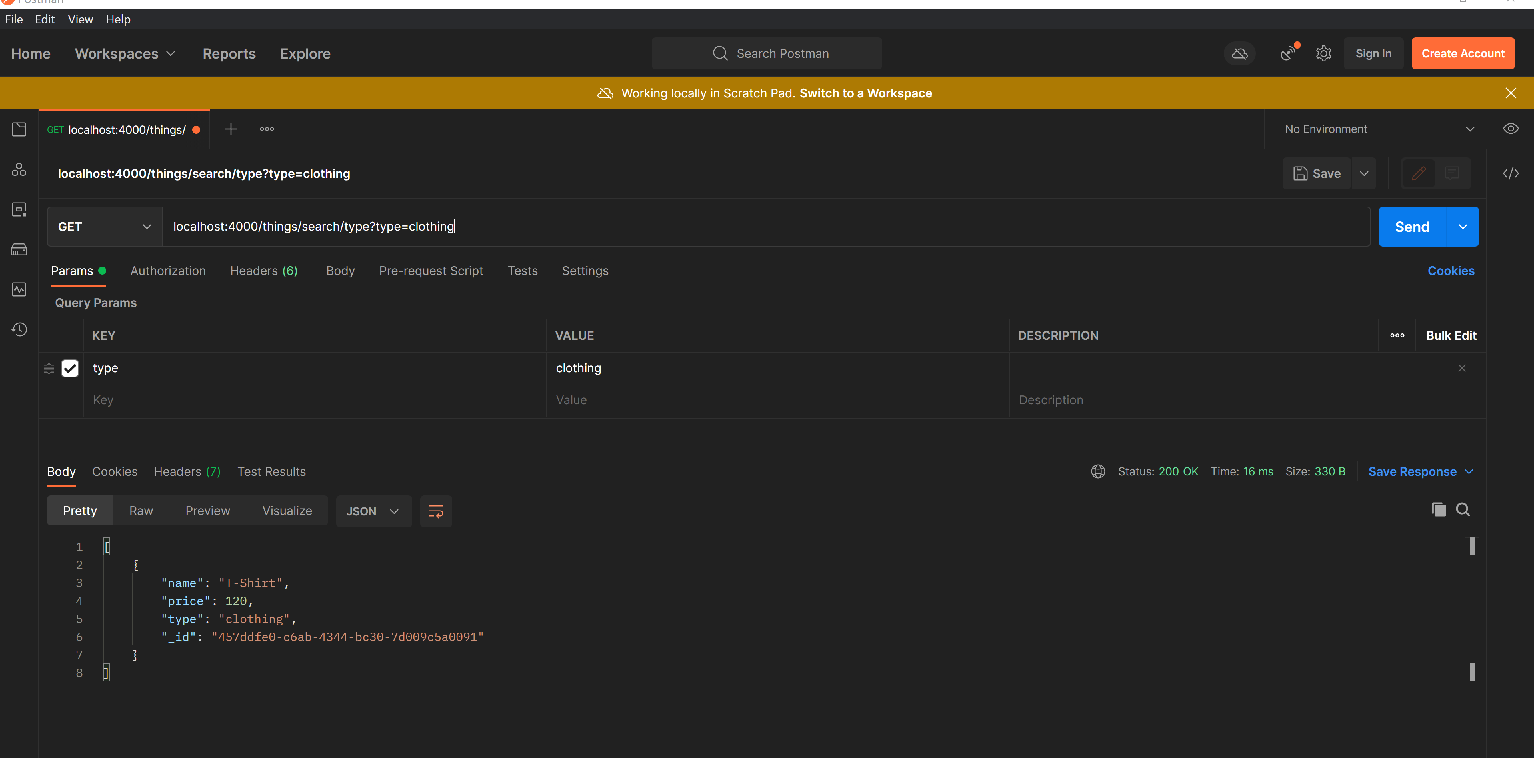 Postman
File Edit View Help
Home Workspaces Reports Explore Search Postman Sign In Create Account
Working locally in Scratch Pad. Switch to a Workspace
GET localhost:4000/things/ No Environment
localhost:4000/things/search/type?type=clothing Save
GET localhost:4000/things/search/type?type=clothing Send
Params Authorization Headers (6) Body Pre-request Script Tests Settings Cookies
Query Params
KEY VALUE DESCRIPTION Bulk Edit
type clothing
Key Value Description
Body Cookies Headers (7) Test Results Status: 200 OK Time: 16 ms Size: 330 B Save Response
Pretty Raw Preview Visualize JSON
1 [
2 {
3 "name": "T-Shirt",
4 "price": 120,
5 "type": "clothing",
6 "_id": "457ddfe0-c6ab-4344-bc30-7d009c5a0091"
7 }
8 ]